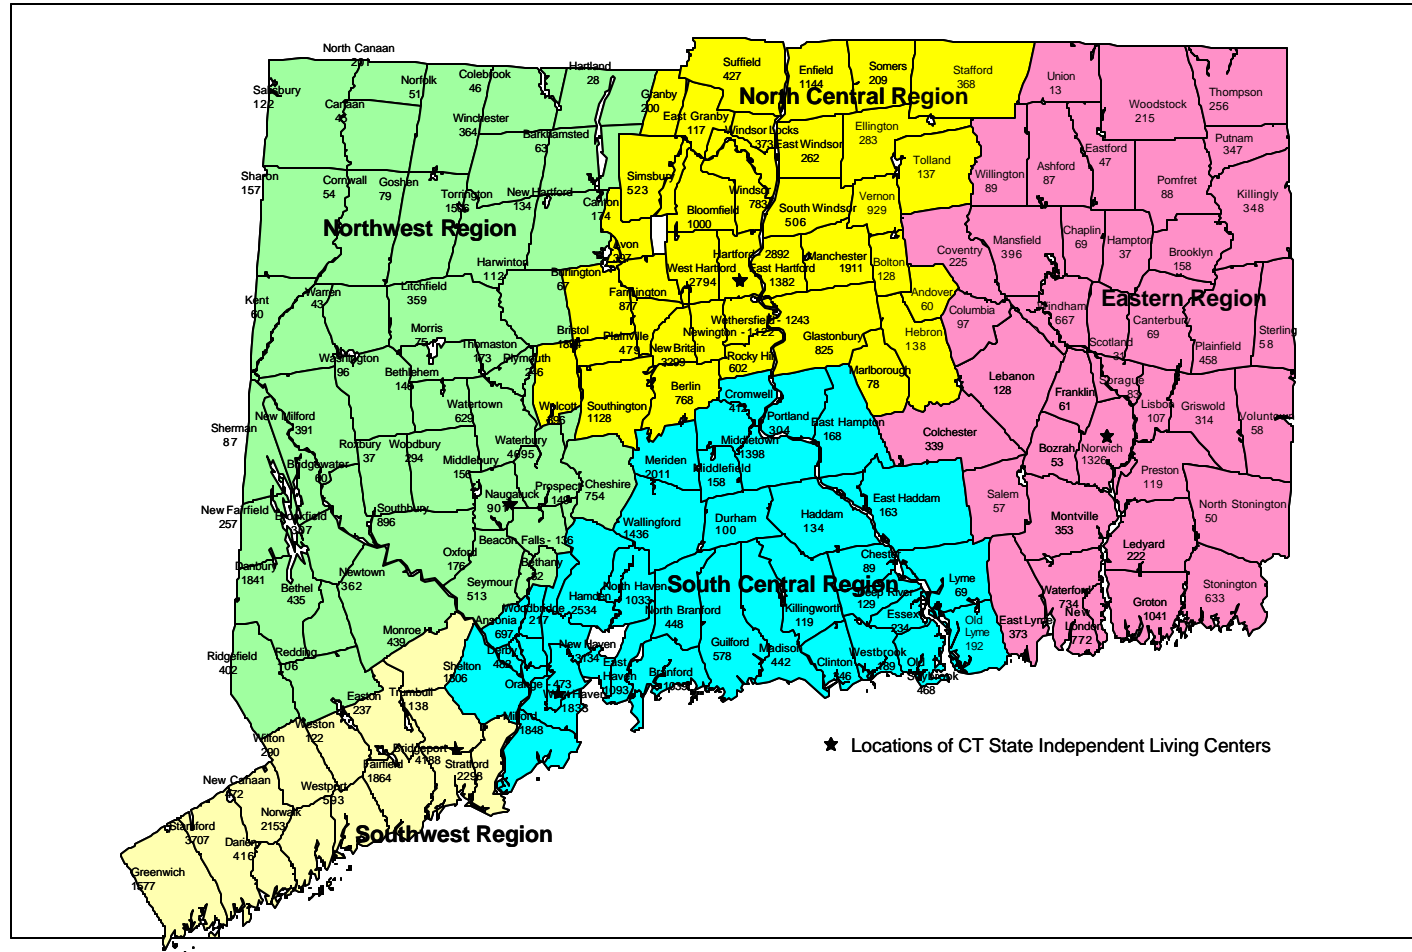 North Canaan
Salisbury
122
Canaan
Norfolk
51
Colebrook
46
Hartland
28
Winchester
364
Barkhamsted
63
Sharon
157
Cornwall
54
Goshen
79
Torrington
New Hartford
134
Canton
174
Northwest Region
Harwinton
112
Burlington
67
Kent
60
Warren
43
Litchfield
359
Morris
75
Thomaston
173
Plymouth
246
Bristol
Washington
96
Bethlehem
Watertown
629
Wolcott
Sherman
87
New Milford
391
Roxbury
37
Woodbury
294
Middlebury
Waterbury
4695
Bridgewater
60
Naugatuck
Prospect
Cheshire
754
New Fairfield
257
Brookfield
Southbury
896
Beacon Falls - 136
Oxford
176
Bethany
Danbury
1841
Bethel
435
Newtown
362
Seymour
513
Monroe
439
Ridgefield
402
Redding
106
Suffield
427
Enfield
1144
Somers
209
Stafford
368
Granby
200
North Central Region
East Granby
117
Windsor Locks
373
East Windsor
262
Ellington
283
Tolland
137
Simsbury
523
Windsor
783
Bloomfield
1000
South Windsor
506
Vernon
929
Avon
Hartford 2892
West Hartford
2794
East Hartford
1382
Manchester
1911
Bolton
128
Farmington
877
Andover
60
Wethersfield - 1243
Newington - 1122
Plainville
479
New Britain
3299
Rocky Hill
602
Glastonbury
825
Hebron
138
Marlborough
78
Berlin
768
Southington
1128
Union
13
Woodstock
215
Thompson
256
Putnam
347
Willington
89
Ashford
87
Eastford
47
Pomfret
88
Killingly
348
Coventry
225
Mansfield
396
Chaplin
69
Hampton
37
Brooklyn
158
Eastern Region
Columbia
97
Windham
667
Scotland
31
Canterbury
69
Plainfield
458
Sterling
58
Lebanon
128
Franklin
61
Sprague
83
Lisbon
107
Griswold
314
Voluntown
58
Colchester
339
Bozrah
53
Norwich
1326
Preston
119
Salem
57
Montville
353
North Stonington
50
Ledyard
222
Waterford
734
New
London
772
Groton
1041
Stonington
633
East Lyme
373
Cromwell
Portland
304
East Hampton
168
Middletown
1398
Meriden
2011
Middlefield
158
Wallingford
1436
Durham
100
Haddam
134
East Haddam
163
Chester
89
Lyme
69
South Central Region
Hamden
2534
North Haven
1033
North Branford
448
Killingworth
119
Deep River
129
Essex
234
Old
Lyme
192
Woodbridge
217
Ansonia
697
Derby
New Haven
3134
East
Haven
1093
Branford
Guilford
578
Madison
442
Clinton
Westbrook
189
Old
Saybrook
468
Shelton
1306
Orange - 473
West Haven
1833
Milford
1848
Easton
237
Trumbull
Weston
122
Wilton
290
Bridgeport
4188
Fairfield
1864
Stratford
2298
New Canaan
Westport
593
Norwalk
2153
Stamford
3707
Darien
416
Greenwich
1577
Southwest Region
Locations of CT State Independent Living Centers